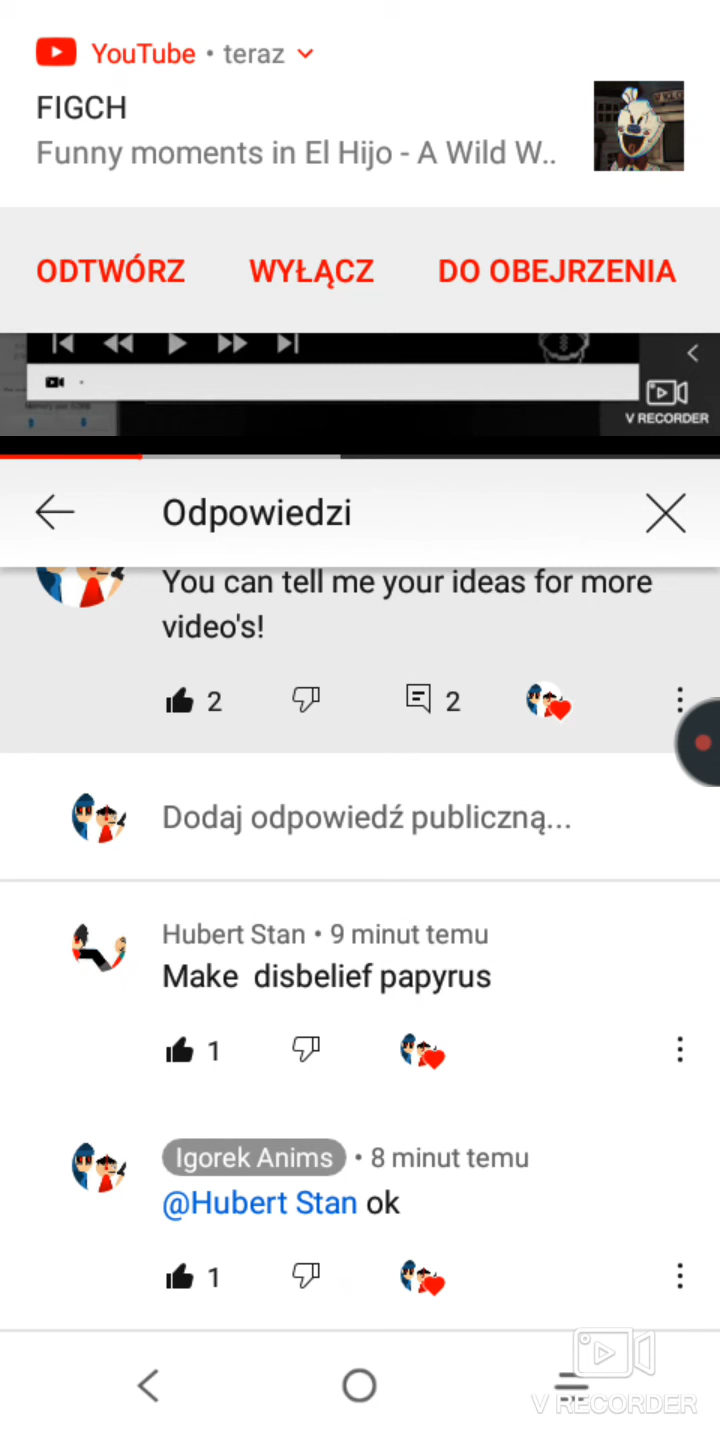 YouTube • teraz
FIGCH
Funny moments in El Hijo - A Wild W..
ODTWÓRZ WYŁĄCZ DO OBEJRZENIA
V RECORDER
Odpowiedzi
You can tell me your ideas for more
video's!
2 2
Dodaj odpowiedź publiczną...
Hubert Stan • 9 minut temu
Make disbelief papyrus
1
Igorek Anims • 8 minut temu
@Hubert Stan ok
1
V RECORDER